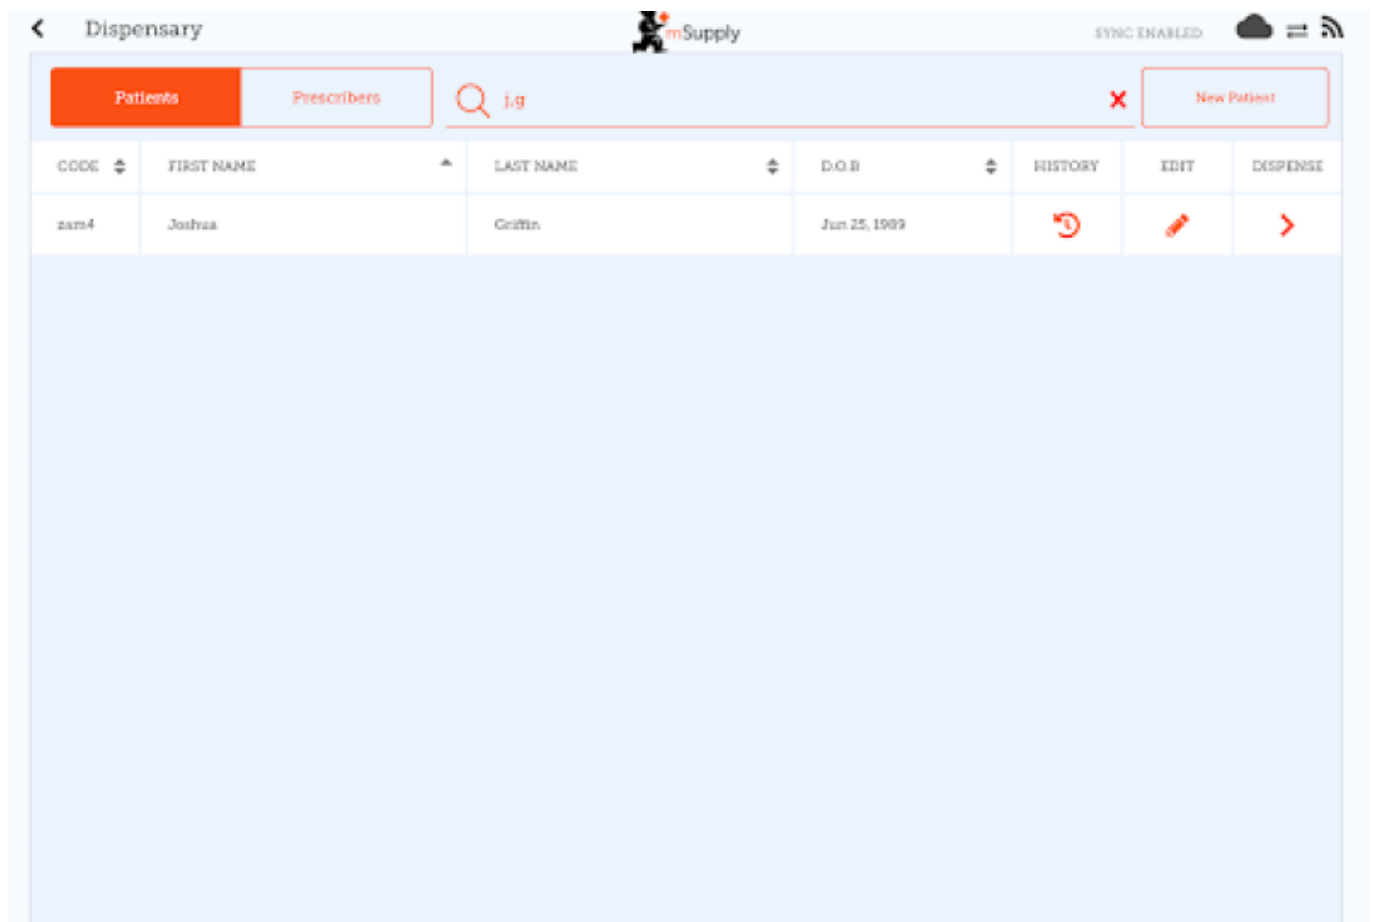 Dispensary
mSupply
SYNC ENABLED
Patients
Prescribers
j,g
New Patient
CODE FIRST NAME LAST NAME D.O.B HISTORY EDIT DISPENSE
zam4 Joshua Griffin Jun 25, 1989